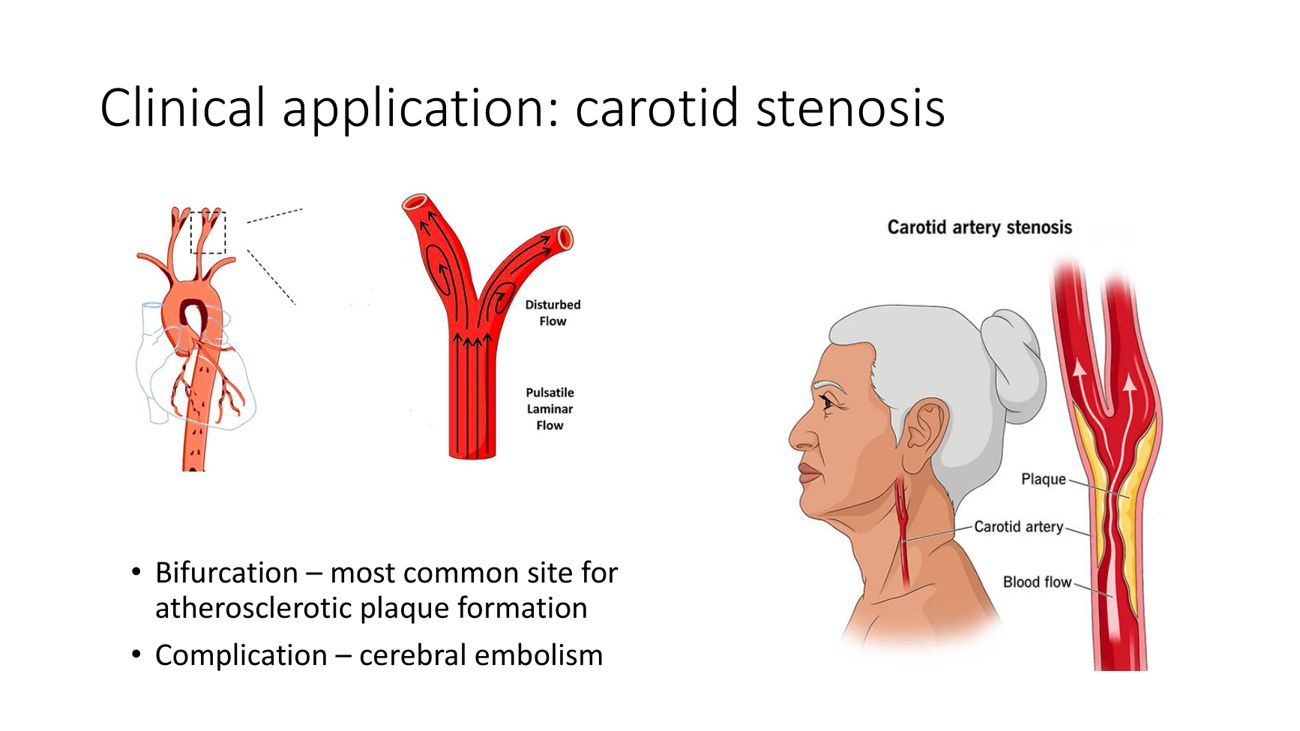 Clinical application: carotid stenosis
Disturbed
Flow
Pulsatile
Laminar
Flow
Carotid artery stenosis
Plaque
Carotid artery
Blood flow
• Bifurcation – most common site for
atherosclerotic plaque formation
• Complication – cerebral embolism